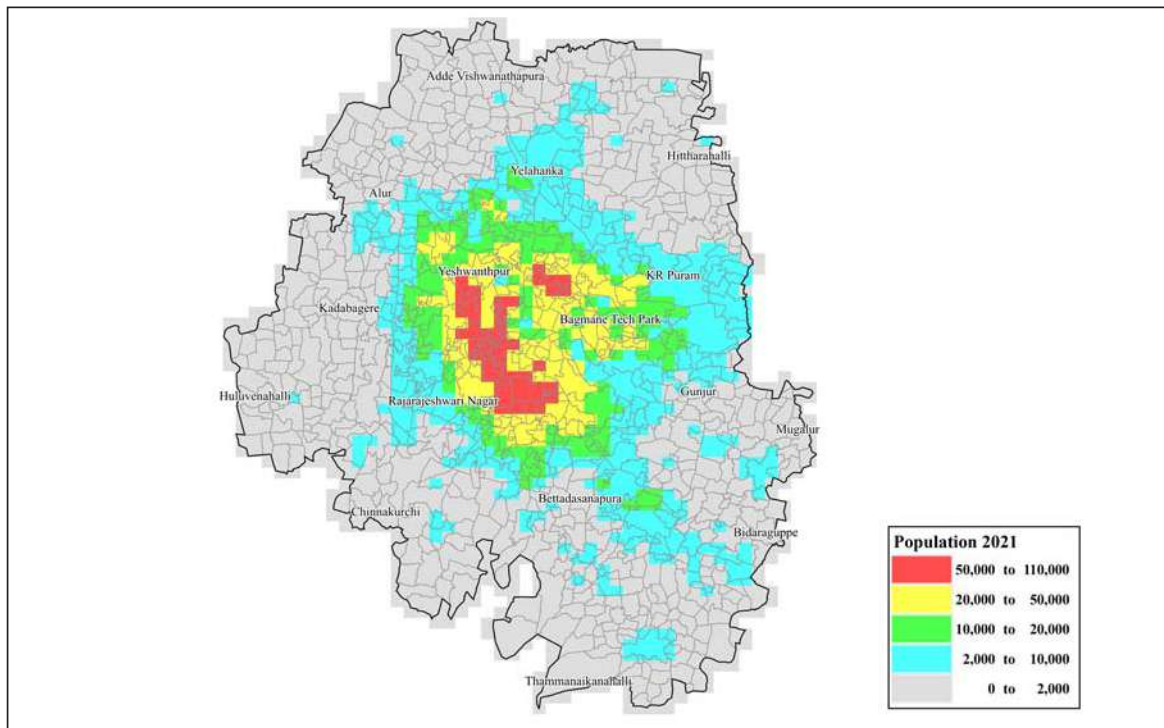 Adde Vishwanathapura
Hittharahalli
Yelahanka
Alur
Yeshwanthpur
KR Puram
Kadabagere
Bagmane Tech Park
Huluvenahalli
Rajarajeshwari Nagar
Gunjur
Mugalur
Bettadasanapura
Chinnakurchi
Bidaraguppe
Thammanaikanahalli
Population 2021
50,000 to 110,000
20,000 to 50,000
10,000 to 20,000
2,000 to 10,000
0 to 2,000